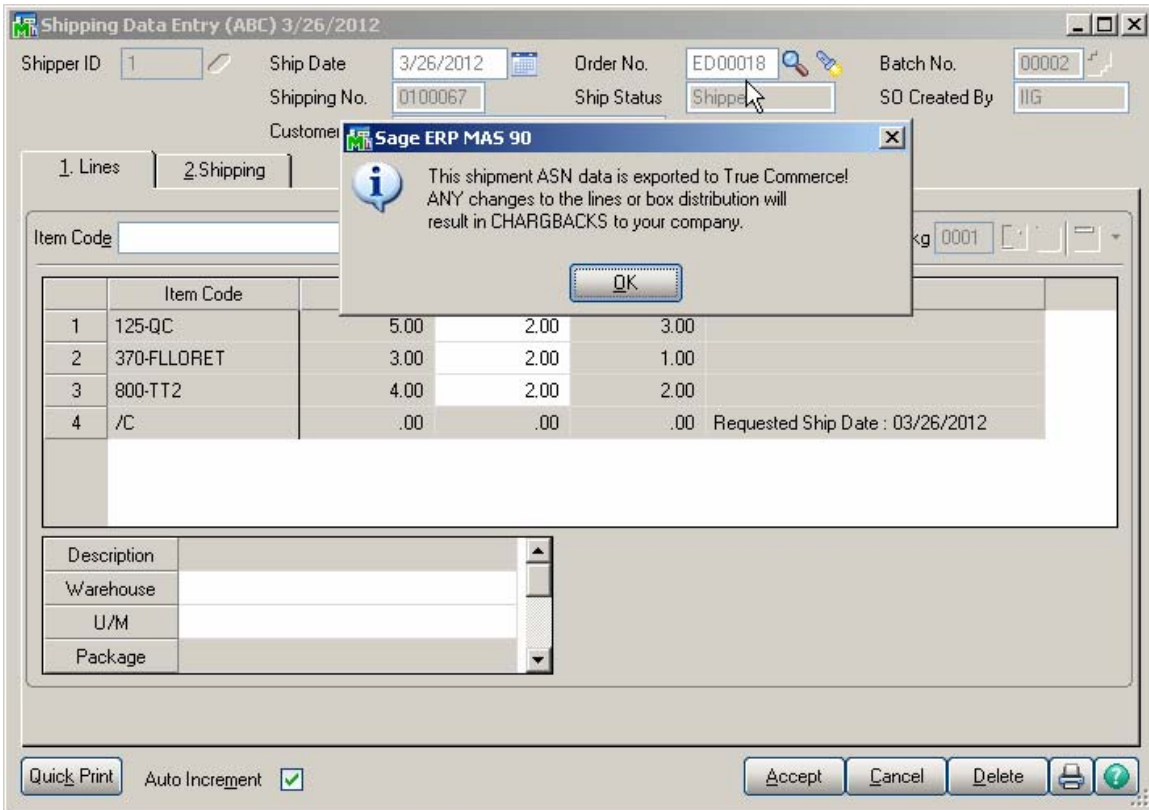 Shipping Data Entry (ABC) 3/26/2012
Shipper ID 1 Ship Date 3/26/2012 Order No. ED00018 Batch No. 00002
Shipping No. 0100067 Ship Status Shippe SO Created By IIG
Customer
Sage ERP MAS 90
This shipment ASN data is exported to True Commerce!
ANY changes to the lines or box distribution will
result in CHARGBACKS to your company.
OK
1. Lines 2.Shipping
Item Code kg 0001
Item Code
1 125-QC 5.00 2.00 3.00
2 370-FLLORET 3.00 2.00 1.00
3 800-TT2 4.00 2.00 2.00
4 /C .00 .00 .00 Requested Ship Date : 03/26/2012
Description
Warehouse
U/M
Package
Quick Print Auto Increment Accept Cancel Delete